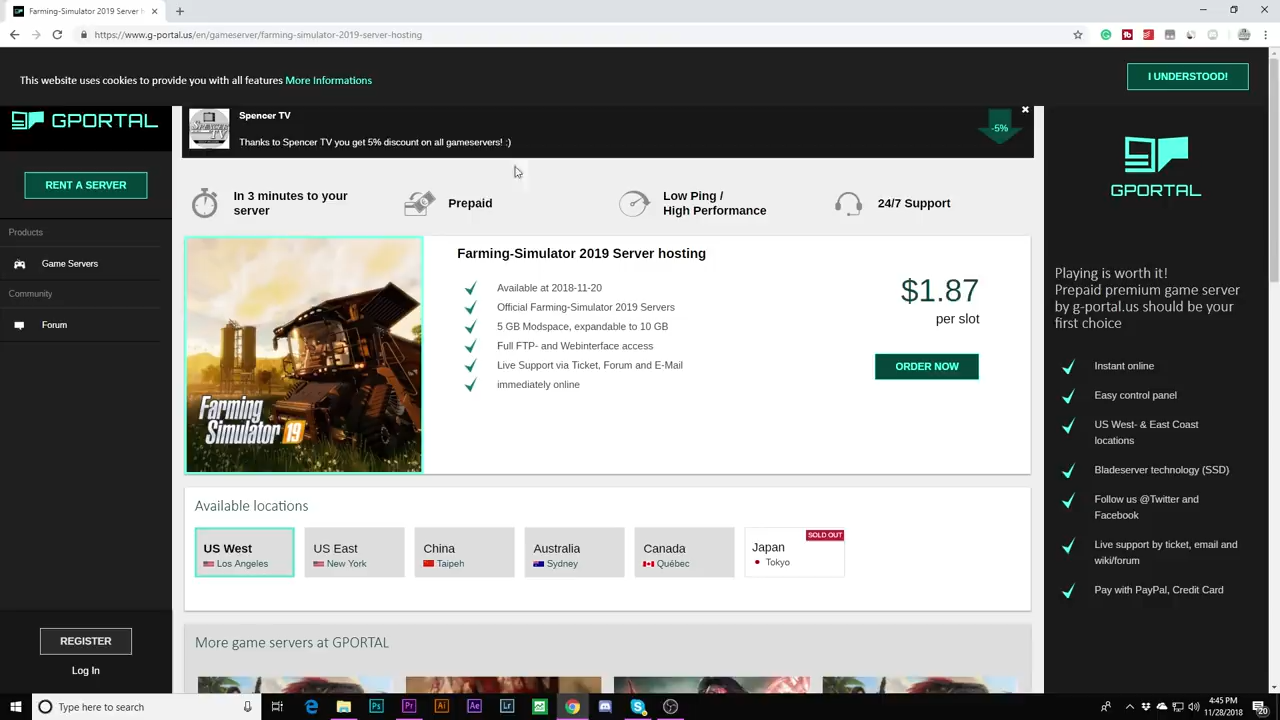 Farming-Simulator 2019 Server h
https://www.g-portal.us/en/gameserver/farming-simulator-2019-server-hosting
This website uses cookies to provide you with all features More Informations
I UNDERSTOOD!
GPORTAL
RENT A SERVER
Products
Game Servers
Community
Forum
REGISTER
Log In
SPENCER
TV
Spencer TV
Thanks to Spencer TV you get 5% discount on all gameservers! :)
-5%
In 3 minutes to your
server
Prepaid
Low Ping /
High Performance
24/7 Support
Farming
Simulator 19
Farming-Simulator 2019 Server hosting
Available at 2018-11-20
Official Farming-Simulator 2019 Servers
5 GB Modspace, expandable to 10 GB
Full FTP- and Webinterface access
Live Support via Ticket, Forum and E-Mail
immediately online
$1.87
per slot
ORDER NOW
Available locations
US West
Los Angeles
US East
New York
China
Taipeh
Australia
Sydney
Canada
Québec
SOLD OUT
Japan
Tokyo
More game servers at GPORTAL
GPORTAL
Playing is worth it!
Prepaid premium game server
by g-portal.us should be your
first choice
Instant online
Easy control panel
US West- & East Coast
locations
Bladeserver technology (SSD)
Follow us @Twitter and
Facebook
Live support by ticket, email and
wiki/forum
Pay with PayPal, Credit Card
Type here to search
Ps
Pr
Ai
Ae
Lr
4:45 PM
11/28/2018
20